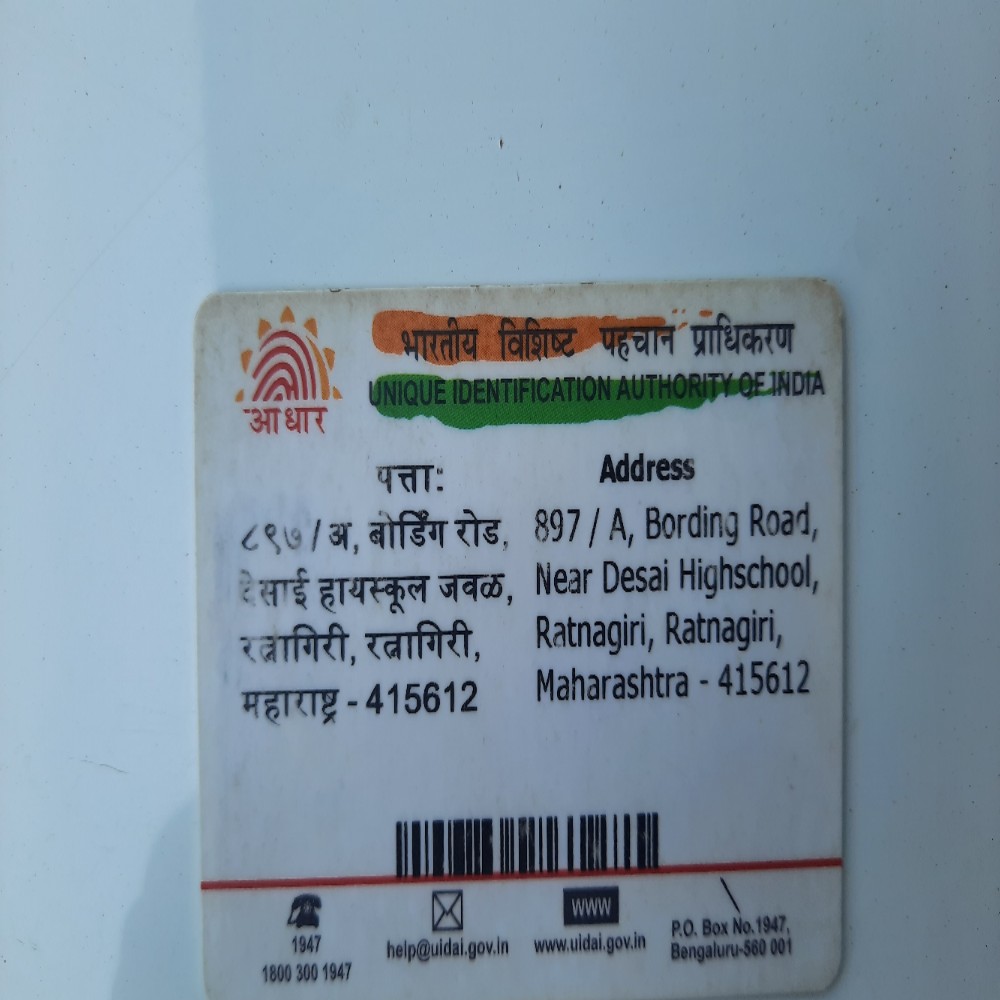 भारतीय विशिष्ट पहचान प्राधिकरण
UNIQUE IDENTIFICATION AUTHORITY OF INDIA
आधार
पत्ता:
८९७ / अ, बोर्डिंग रोड,
देसाई हायस्कूल जवळ,
रत्नागिरी, रत्नागिरी,
महाराष्ट्र - 415612
Address
897 / A, Bording Road,
Near Desai Highschool,
Ratnagiri, Ratnagiri,
Maharashtra - 415612
1947
1800 300 1947
help@uidai.gov.in
WWW
www.uidai.gov.in
P.O. Box No.1947,
Bengaluru-560 001